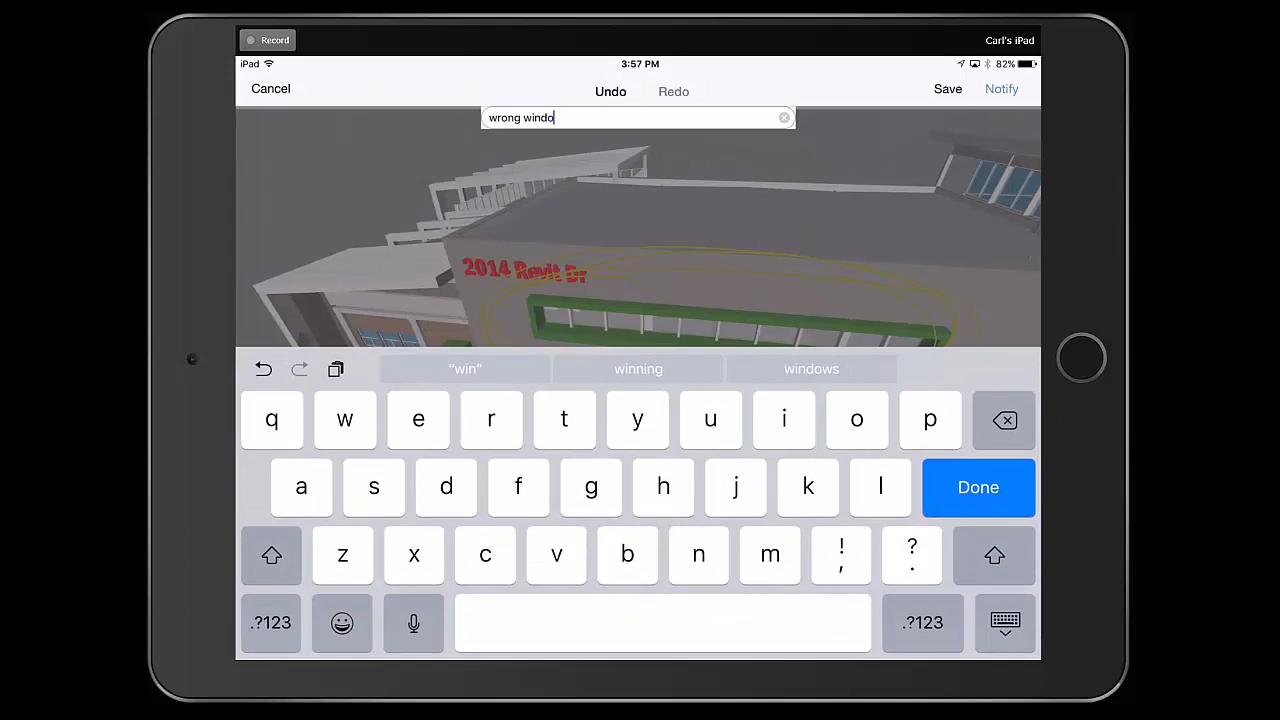 Record
Carl's iPad
iPad
3:57 PM
82%
Cancel
Undo
Redo
Save
Notify
wrong windo
2014 Revit Dr
"win"
winning
windows
q w e r t y u i o p
a s d f g h j k l Done
z x c v b n m ! , ? .
.?123
.?123